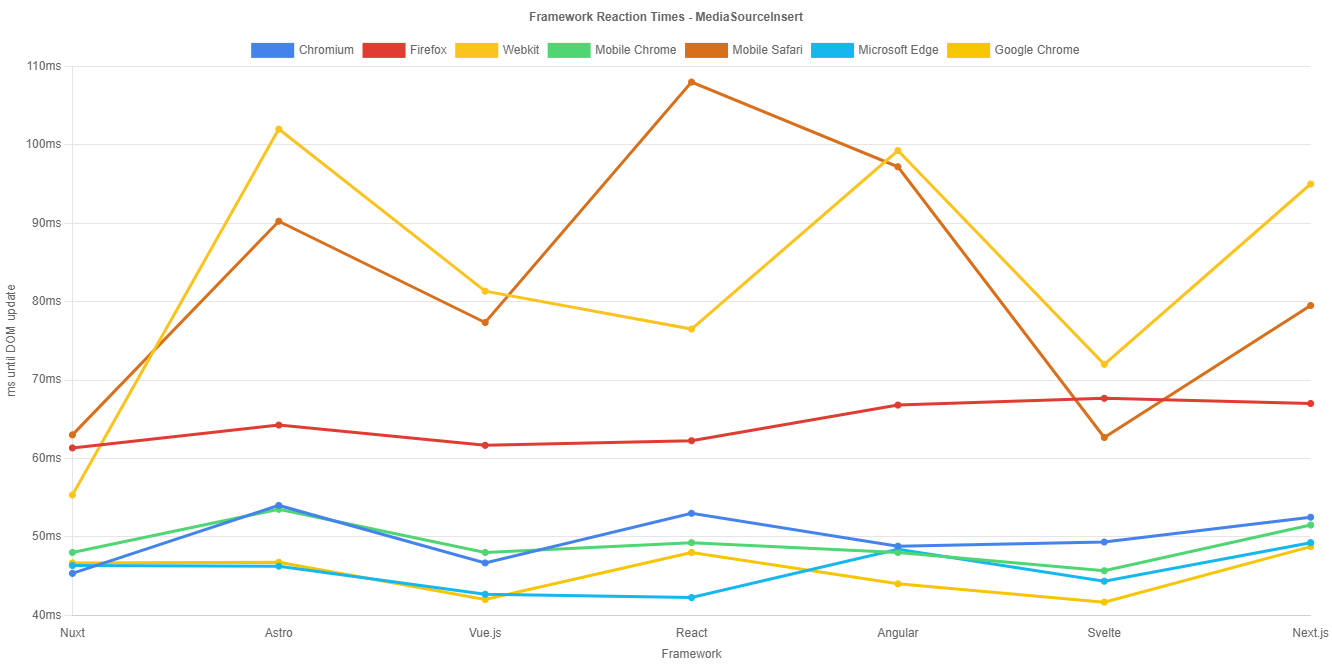 Framework Reaction Times - MediaSourceInsert
Chromium Firefox Webkit Mobile Chrome Mobile Safari Microsoft Edge Google Chrome
110ms
100ms
90ms
80ms
70ms
60ms
50ms
40ms
ms until DOM update
Nuxt Astro Vue.js React Angular Svelte Next.js
Framework